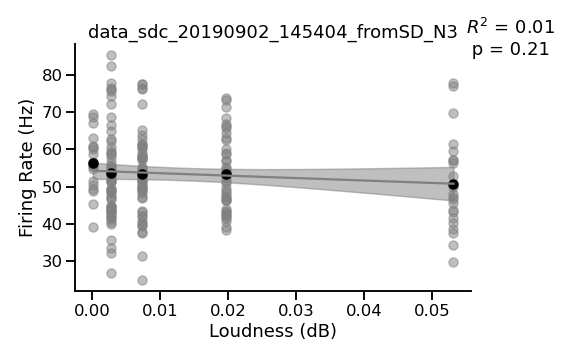 data_sdc_20190902_145404_fromSD_N3
R² = 0.01
p = 0.21
Firing Rate (Hz)
80
70
60
50
40
30
0.00 0.01 0.02 0.03 0.04 0.05
Loudness (dB)